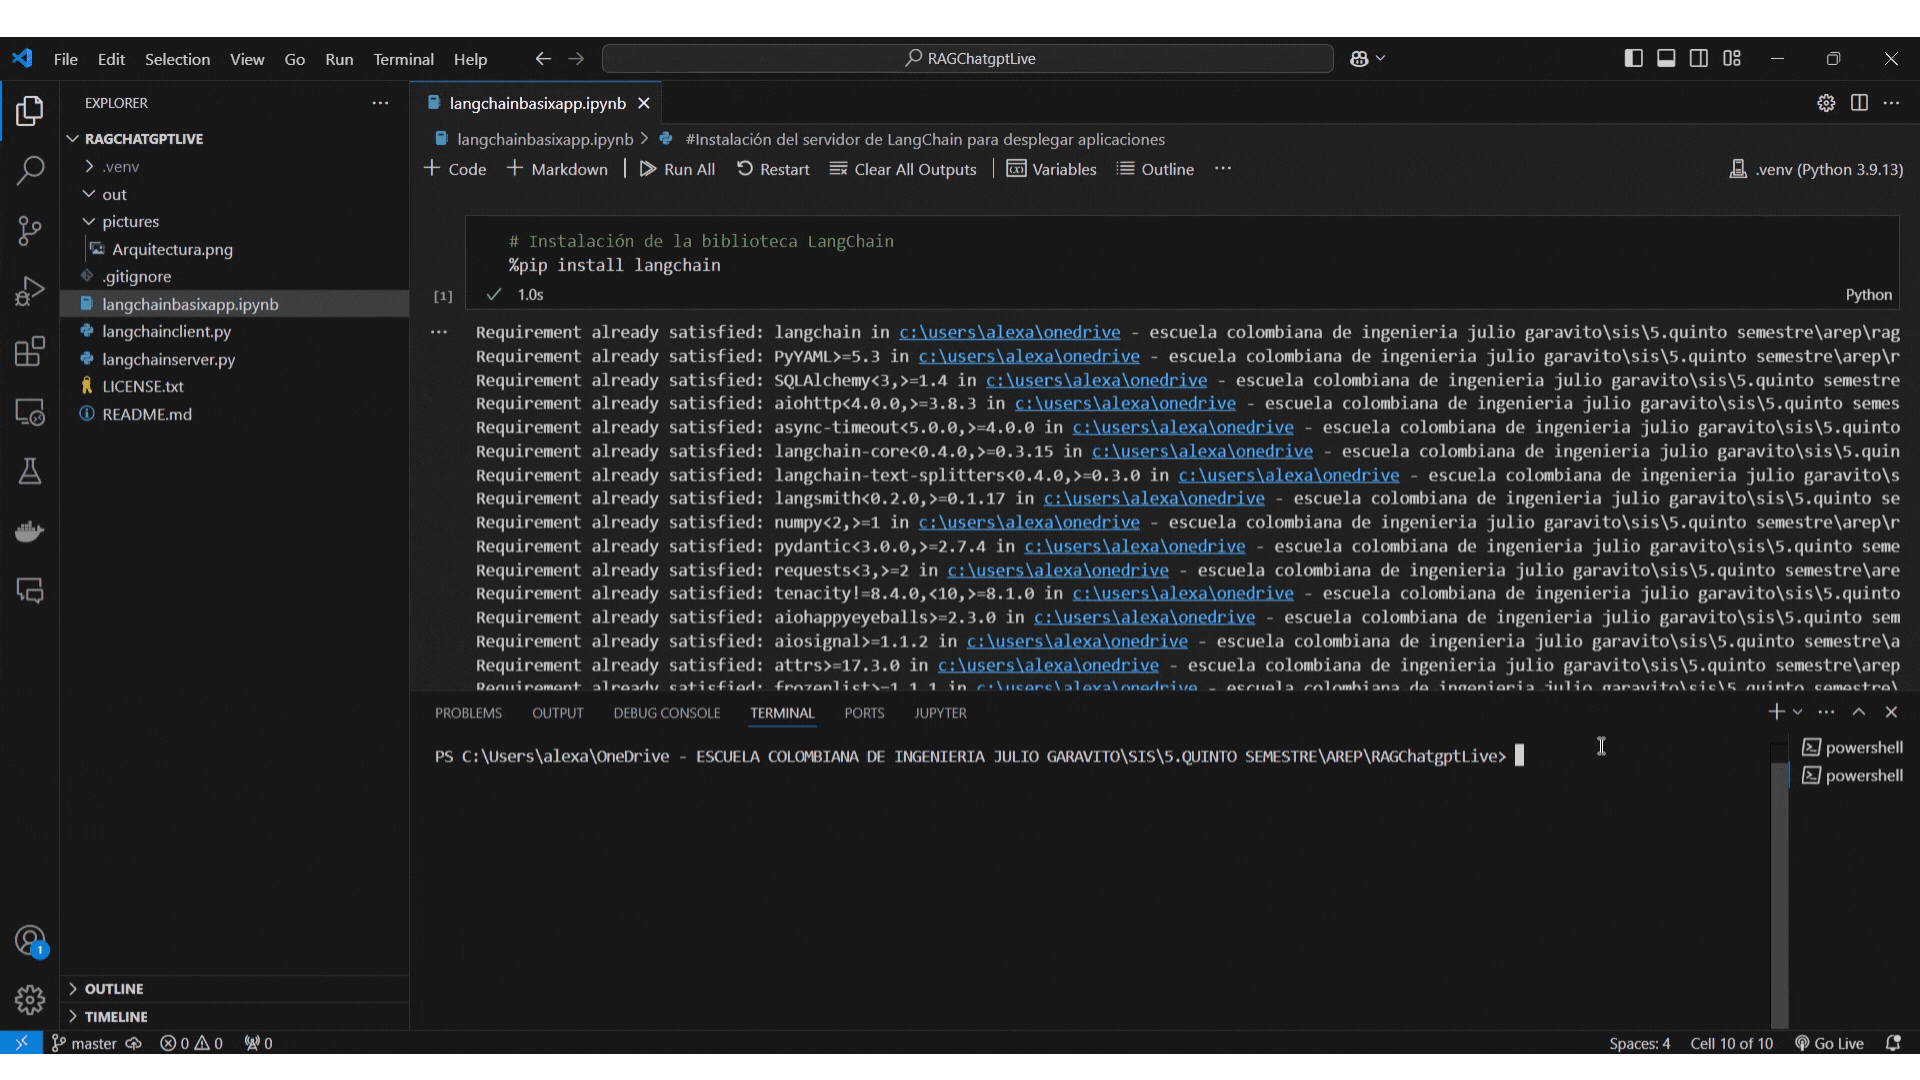 File Edit Selection View Go Run Terminal Help RAGChatgptLive
EXPLORER
RAGCHATGPTLIVE
.venv
out
pictures
Arquitectura.png
.gitignore
langchainbasixapp.ipynb
langchainclient.py
langchainserver.py
LICENSE.txt
README.md
OUTLINE
TIMELINE
langchainbasixapp.ipynb
langchainbasixapp.ipynb > #Instalación del servidor de LangChain para desplegar aplicaciones
+ Code + Markdown Run All Restart Clear All Outputs Variables Outline ··· .venv (Python 3.9.13)
# Instalación de la biblioteca LangChain
%pip install langchain
[1] ✓ 1.0s Python
Requirement already satisfied: langchain in c:\users\alexa\onedrive - escuela colombiana de ingenieria julio garavito\sis\5.quinto semestre\arep\rag
Requirement already satisfied: PyYAML>=5.3 in c:\users\alexa\onedrive - escuela colombiana de ingenieria julio garavito\sis\5.quinto semestre\arep\r
Requirement already satisfied: SQLAlchemy<3,>=1.4 in c:\users\alexa\onedrive - escuela colombiana de ingenieria julio garavito\sis\5.quinto semestre
Requirement already satisfied: aiohttp<4.0.0,>=3.8.3 in c:\users\alexa\onedrive - escuela colombiana de ingenieria julio garavito\sis\5.quinto semes
Requirement already satisfied: async-timeout<5.0.0,>=4.0.0 in c:\users\alexa\onedrive - escuela colombiana de ingenieria julio garavito\sis\5.quinto
Requirement already satisfied: langchain-core<0.4.0,>=0.3.15 in c:\users\alexa\onedrive - escuela colombiana de ingenieria julio garavito\sis\5.quin
Requirement already satisfied: langchain-text-splitters<0.4.0,>=0.3.0 in c:\users\alexa\onedrive - escuela colombiana de ingenieria julio garavito\s
Requirement already satisfied: langsmith<0.2.0,>=0.1.17 in c:\users\alexa\onedrive - escuela colombiana de ingenieria julio garavito\sis\5.quinto se
Requirement already satisfied: numpy<2,>=1 in c:\users\alexa\onedrive - escuela colombiana de ingenieria julio garavito\sis\5.quinto semestre\arep\r
Requirement already satisfied: pydantic<3.0.0,>=2.7.4 in c:\users\alexa\onedrive - escuela colombiana de ingenieria julio garavito\sis\5.quinto seme
Requirement already satisfied: requests<3,>=2 in c:\users\alexa\onedrive - escuela colombiana de ingenieria julio garavito\sis\5.quinto semestre\are
Requirement already satisfied: tenacity!=8.4.0,<10,>=8.1.0 in c:\users\alexa\onedrive - escuela colombiana de ingenieria julio garavito\sis\5.quinto
Requirement already satisfied: aiohappyeyeballs>=2.3.0 in c:\users\alexa\onedrive - escuela colombiana de ingenieria julio garavito\sis\5.quinto sem
Requirement already satisfied: aiosignal>=1.1.2 in c:\users\alexa\onedrive - escuela colombiana de ingenieria julio garavito\sis\5.quinto semestre\a
Requirement already satisfied: attrs>=17.3.0 in c:\users\alexa\onedrive - escuela colombiana de ingenieria julio garavito\sis\5.quinto semestre\arep
Requirement already satisfied: frozenlist>=1.1.1 in c:\users\alexa\onedrive - escuela colombiana de ingenieria julio garavito\sis\5.quinto semestre\
PROBLEMS OUTPUT DEBUG CONSOLE TERMINAL PORTS JUPYTER
PS C:\Users\alexa\OneDrive - ESCUELA COLOMBIANA DE INGENIERIA JULIO GARAVITO\SIS\5.QUINTO SEMESTRE\AREP\RAGChatgptLive>
powershell
powershell
1
master 0 0 0 Spaces: 4 Cell 10 of 10 Go Live